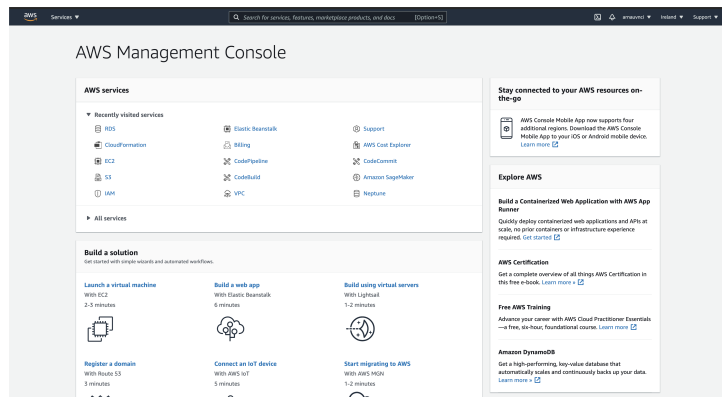 aws
Services ▼
Search for services, features, marketplace products, and docs [Option+S]
Ireland ▼
Support ▼
AWS Management Console
AWS services
▼ Recently visited services
RDS
Elastic Beanstalk
Support
CloudFormation
Billing
AWS Cost Explorer
EC2
CodePipeline
CodeCommit
S3
CodeBuild
Amazon SageMaker
IAM
VPC
Neptune
▶ All services
Build a solution
Get started with simple wizards and automated workflows.
Launch a virtual machine
With EC2
2-3 minutes
Build a web app
With Elastic Beanstalk
6 minutes
Build using virtual servers
With Lightsail
1-2 minutes
Register a domain
With Route 53
3 minutes
Connect an IoT device
With AWS IoT
5 minutes
Start migrating to AWS
With AWS MGN
1-2 minutes
Stay connected to your AWS resources on-
the-go
AWS Console Mobile App now supports four
additional regions. Download the AWS Console
Mobile App to your iOS or Android mobile device.
Learn more
Explore AWS
Build a Containerized Web Application with AWS App
Runner
Quickly deploy containerized web applications and APIs at
scale, no prior containers or infrastructure experience
required. Get started
AWS Certification
Get a complete overview of all things AWS Certification in
this free e-book. Learn more »
Free AWS Training
Advance your career with AWS Cloud Practitioner Essentials
—a free, six-hour, foundational course. Learn more
Amazon DynamoDB
Get a high-performing, key-value database that
automatically scales and continuously backs up your data.
Learn more »